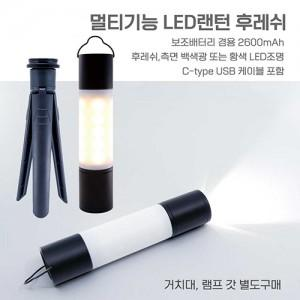 멀티기능 LED랜턴 후레쉬
보조배터리 겸용 2600mAh
후레쉬,측면 백색광 또는 황색 LED조명
C-type USB 케이블 포함
거치대, 램프 갓 별도구매